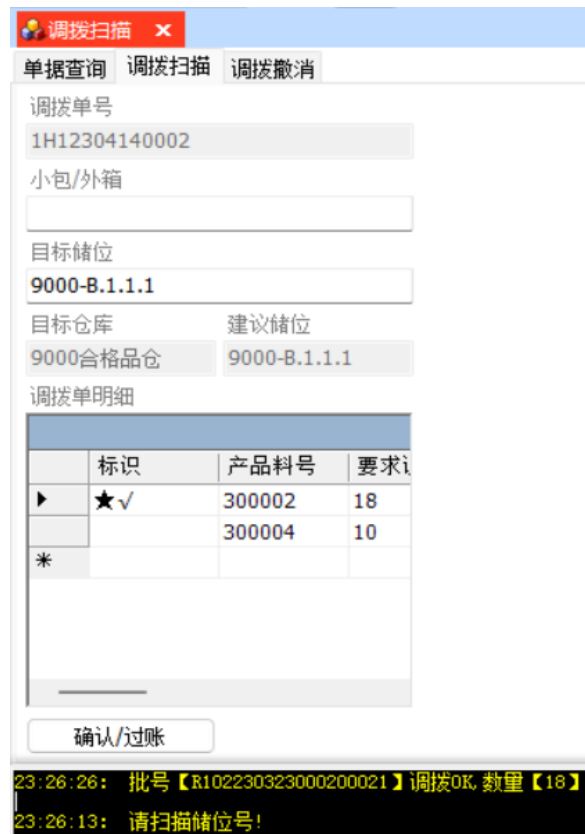 调拨扫描 ×
单据查询 调拨扫描 调拨撤消
调拨单号
1H12304140002
小包/外箱
目标储位
9000-B.1.1.1
目标仓库 建议储位
9000合格品仓 9000-B.1.1.1
调拨单明细
标识 产品料号 要求
★√ 300002 18
300004 10
确认/过账
23:26:26: 批号【R102230323000200021】调拨OK,数量【18】
23:26:13: 请扫描储位号!